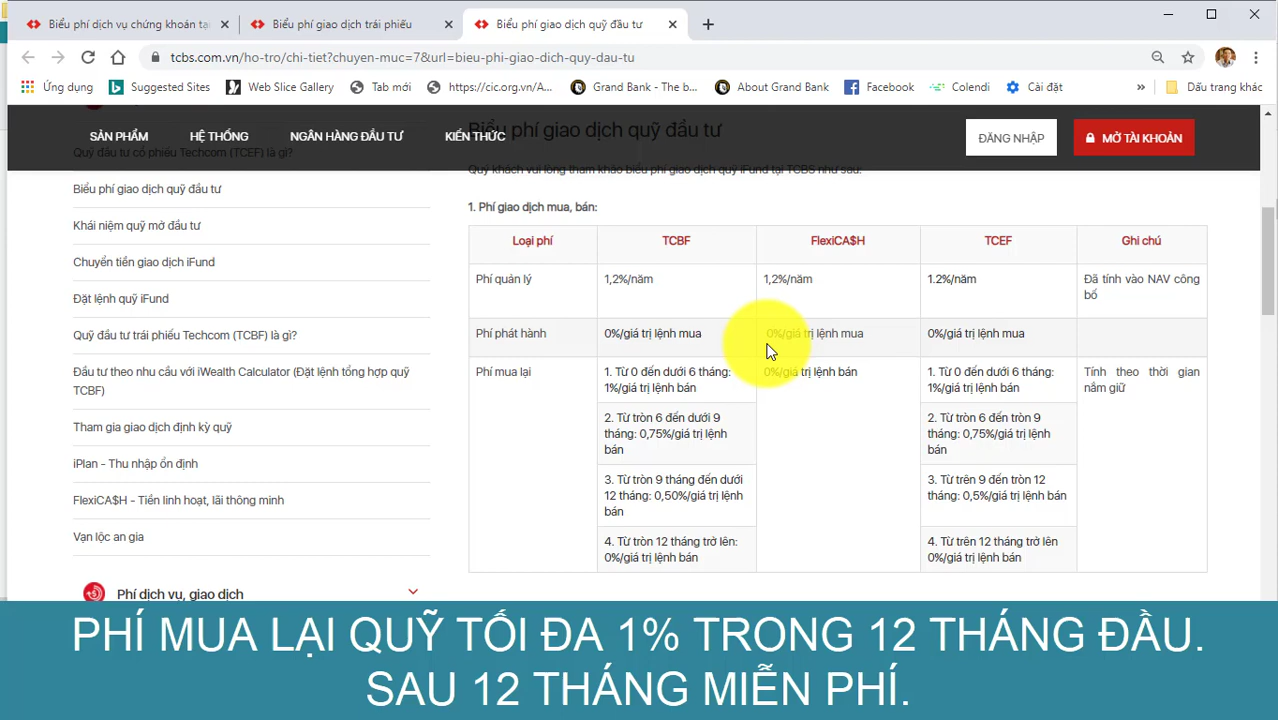 Biểu phí dịch vụ chứng khoán tạ
Biểu phí giao dịch trái phiếu
Biểu phí giao dịch quỹ đầu tư
tcbs.com.vn/ho-tro/chi-tiet?chuyen-muc=7&url=bieu-phi-giao-dich-quy-dau-tu
Ứng dụng
Suggested Sites
Web Slice Gallery
Tab mới
http://cic.org.vn/A...
Grand Bank - The b...
About Grand Bank
Facebook
Colendi
Cài đặt
»
Dấu trang khác
SẢN PHẨM
HỆ THỐNG
NGÂN HÀNG ĐẦU TƯ
KIẾN THỨC
ĐĂNG NHẬP
MỞ TÀI KHOẢN
Quỹ đầu tư cổ phiếu Techcom (TCEF) là gì?
Biểu phí giao dịch quỹ đầu tư
Khái niệm quỹ mở đầu tư
Chuyển tiền giao dịch iFund
Đặt lệnh quỹ iFund
Quỹ đầu tư trái phiếu Techcom (TCBF) là gì?
Đầu tư theo nhu cầu với iWealth Calculator (Đặt lệnh tổng hợp quỹ
TCBF)
Tham gia giao dịch định kỳ quỹ
iPlan - Thu nhập ổn định
FlexiCA$H - Tiền linh hoạt, lãi thông minh
Vạn lộc an gia
Phí dịch vụ, giao dịch
Biểu phí giao dịch quỹ đầu tư
Quý khách vui lòng tham khảo biểu phí giao dịch quỹ iFund tại TCBS như sau:
1. Phí giao dịch mua, bán:
Loại phí
TCBF
FlexiCA$H
TCEF
Ghi chú
Phí quản lý
1,2%/năm
1,2%/năm
1.2%/năm
Đã tính vào NAV công
bố
Phí phát hành
0%/giá trị lệnh mua
0%/giá trị lệnh mua
0%/giá trị lệnh mua
Phí mua lại
1. Từ 0 đến dưới 6 tháng:
1%/giá trị lệnh bán
2. Từ tròn 6 đến dưới 9
tháng: 0,75%/giá trị lệnh
bán
3. Từ tròn 9 tháng đến dưới
12 tháng: 0,50%/giá trị lệnh
bán
4. Từ tròn 12 tháng trở lên:
0%/giá trị lệnh bán
0%/giá trị lệnh bán
1. Từ 0 đến dưới 6 tháng:
1%/giá trị lệnh bán
2. Từ tròn 6 đến tròn 9
tháng: 0,75%/giá trị lệnh
bán
3. Từ trên 9 đến tròn 12
tháng: 0,5%/giá trị lệnh bán
4. Từ trên 12 tháng trở lên
0%/giá trị lệnh bán
Tính theo thời gian
nắm giữ
PHÍ MUA LẠI QUỸ TỐI ĐA 1% TRONG 12 THÁNG ĐẦU.
SAU 12 THÁNG MIỄN PHÍ.